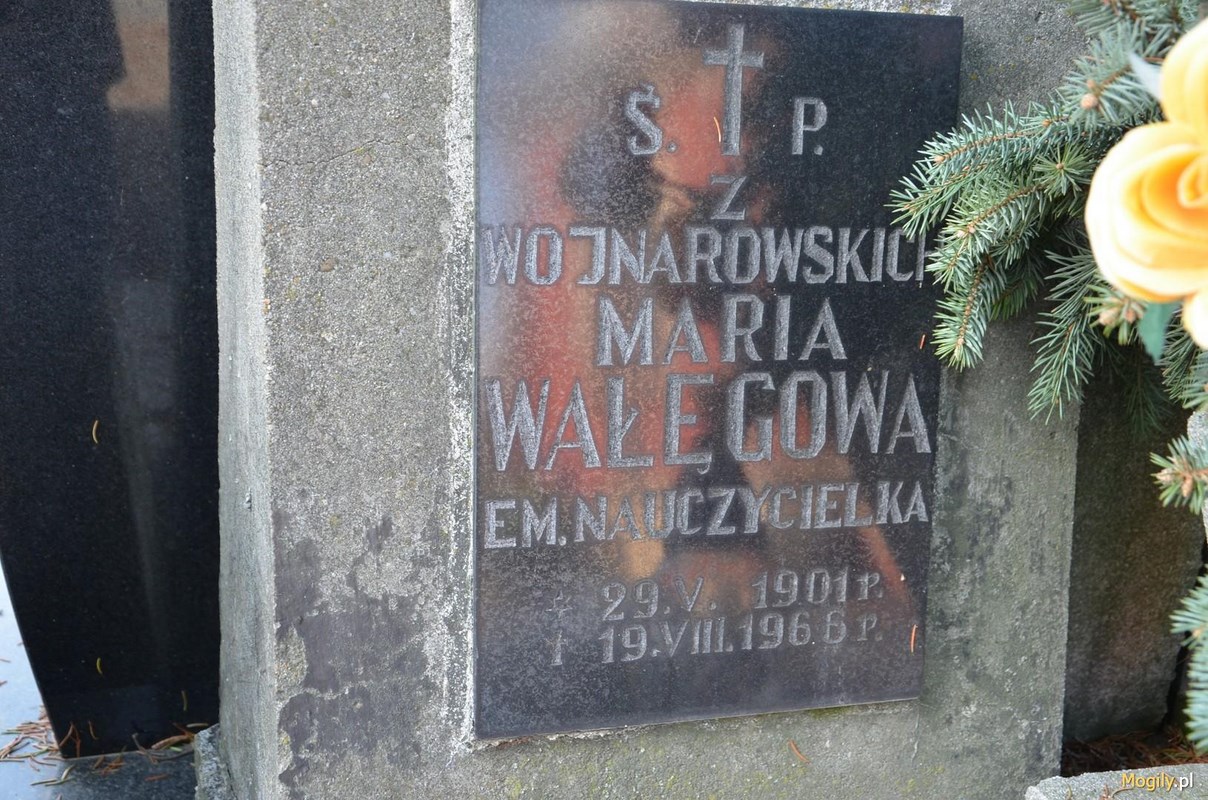 Ś. P.
Z
WOJNAROWSKICH
MARIA
WAŁĘGOWA
EM. NAUCZYCIELKA
* 29.V. 1901 r.
† 19.VIII.1968 r.
Mogily.pl